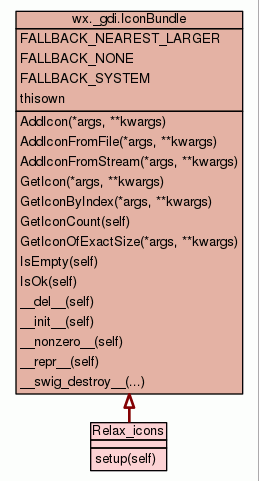 wx._gdi.IconBundle
FALLBACK_NEAREST_LARGER
FALLBACK_NONE
FALLBACK_SYSTEM
thisown
AddIcon(*args, **kwargs)
AddIconFromFile(*args, **kwargs)
AddIconFromStream(*args, **kwargs)
GetIcon(*args, **kwargs)
GetIconByIndex(*args, **kwargs)
GetIconCount(self)
GetIconOfExactSize(*args, **kwargs)
IsEmpty(self)
IsOk(self)
__del__(self)
__init__(self)
__nonzero__(self)
__repr__(self)
__swig_destroy__(...)
Relax_icons
setup(self)